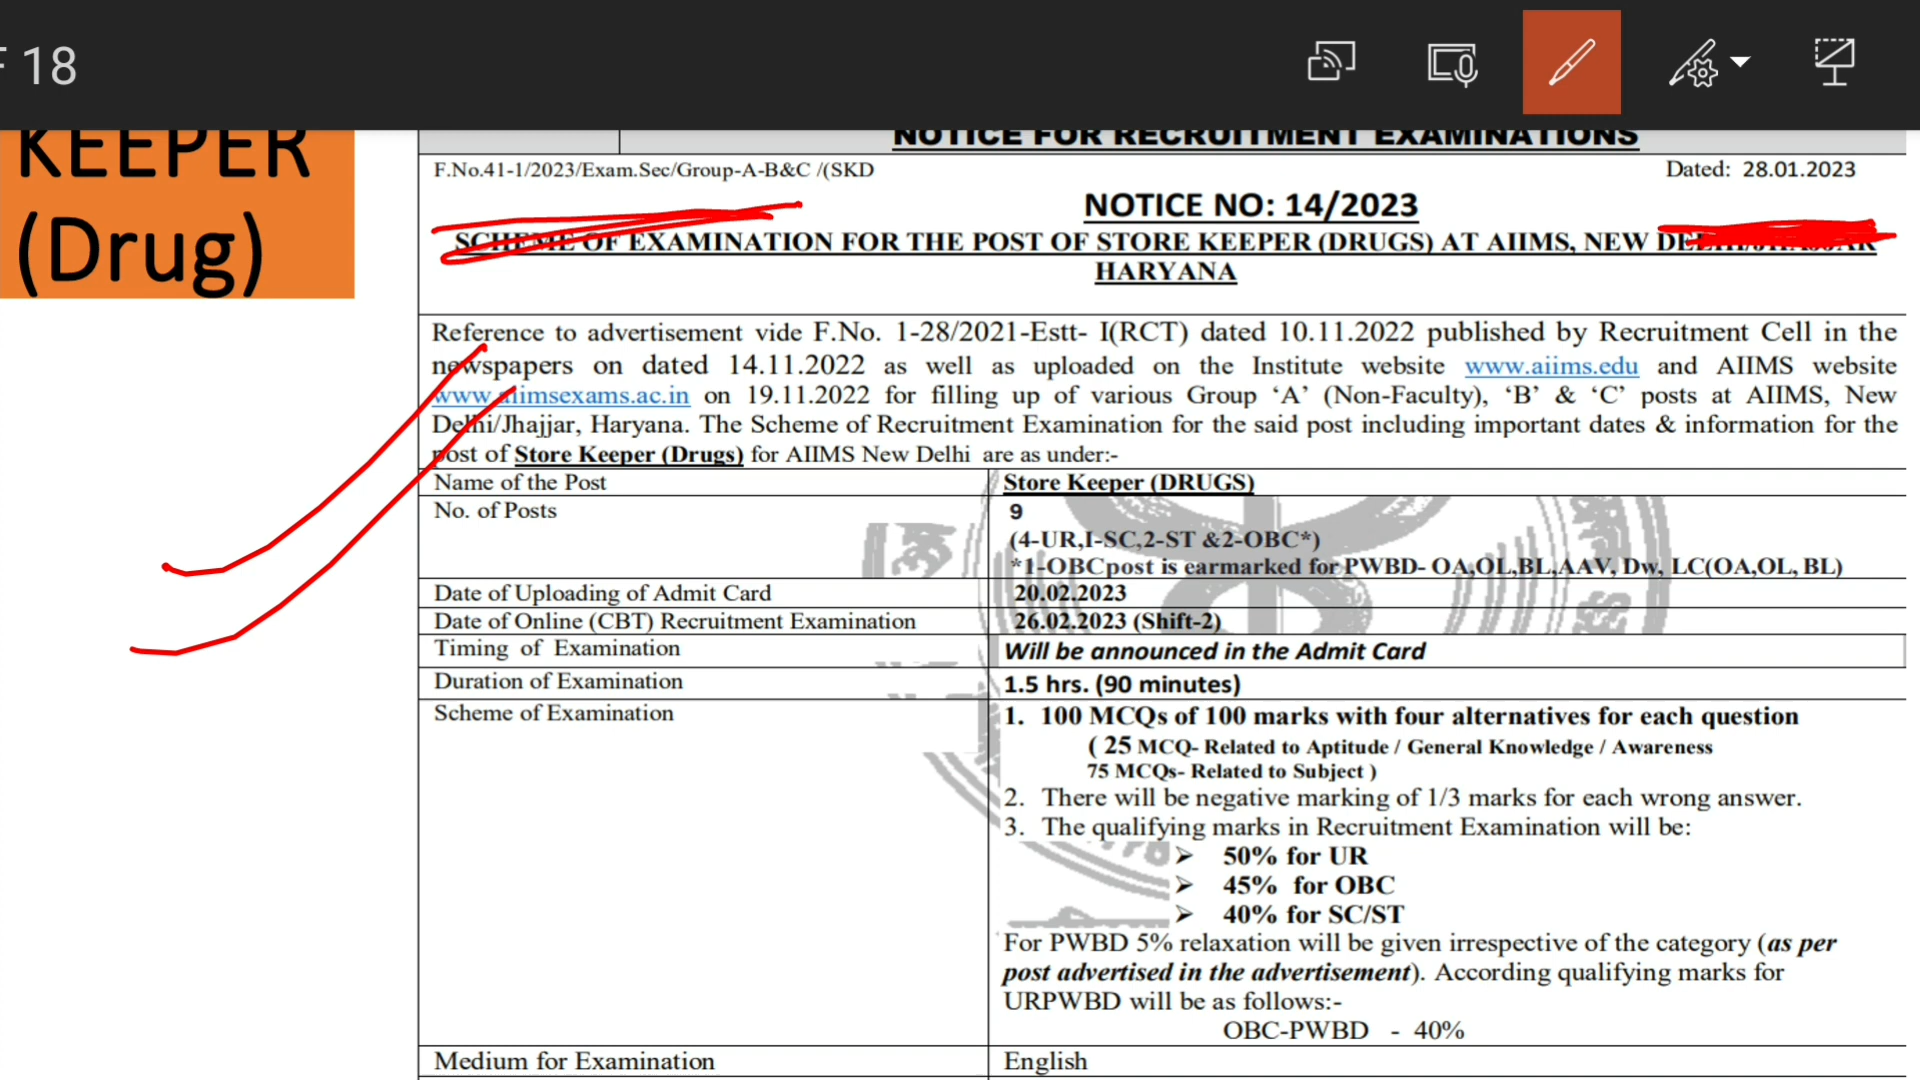 F 18
KEEPER
(Drug)
NOTICE FOR RECRUITMENT EXAMINATIONS
F.No.41-1/2023/Exam.Sec/Group-A-B&C /(SKD
Dated: 28.01.2023
NOTICE NO: 14/2023
SCHEME OF EXAMINATION FOR THE POST OF STORE KEEPER (DRUGS) AT AIIMS, NEW DELHI/JHAJJAR
HARYANA
Reference to advertisement vide F.No. 1-28/2021-Estt- I(RCT) dated 10.11.2022 published by Recruitment Cell in the
newspapers on dated 14.11.2022 as well as uploaded on the Institute website www.aiims.edu and AIIMS website
www.aiimsexams.ac.in on 19.11.2022 for filling up of various Group ‘A’ (Non-Faculty), ‘B’ & ‘C’ posts at AIIMS, New
Delhi/Jhajjar, Haryana. The Scheme of Recruitment Examination for the said post including important dates & information for the
post of Store Keeper (Drugs) for AIIMS New Delhi are as under:-
Name of the Post
Store Keeper (DRUGS)
No. of Posts
9
(4-UR,I-SC,2-ST &2-OBC*)
*1-OBCpost is earmarked for PWBD- OA,OL,BL,AAV, Dw, LC(OA,OL, BL)
Date of Uploading of Admit Card
20.02.2023
Date of Online (CBT) Recruitment Examination
26.02.2023 (Shift-2)
Timing of Examination
Will be announced in the Admit Card
Duration of Examination
1.5 hrs. (90 minutes)
Scheme of Examination
1. 100 MCQs of 100 marks with four alternatives for each question
( 25 MCQ- Related to Aptitude / General Knowledge / Awareness
75 MCQs- Related to Subject )
2. There will be negative marking of 1/3 marks for each wrong answer.
3. The qualifying marks in Recruitment Examination will be:
➢ 50% for UR
➢ 45% for OBC
➢ 40% for SC/ST
For PWBD 5% relaxation will be given irrespective of the category (as per
post advertised in the advertisement). According qualifying marks for
URPWBD will be as follows:-
OBC-PWBD - 40%
Medium for Examination
English